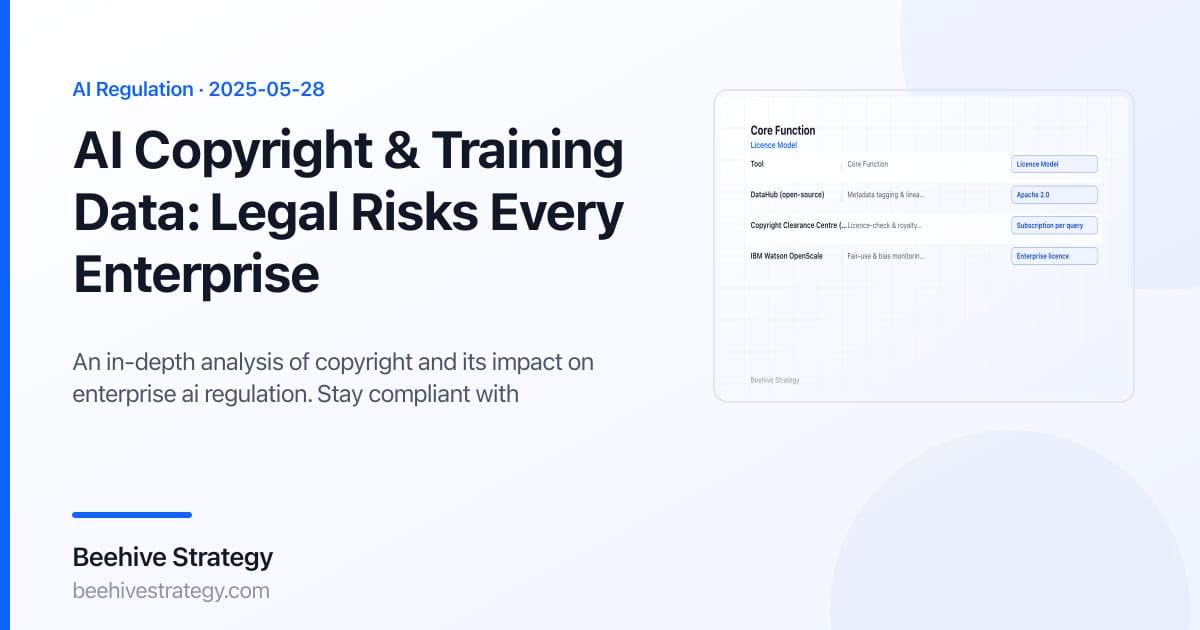 AI Regulation · 2025-05-28
AI Copyright & Training
Data: Legal Risks Every
Enterprise
An in-depth analysis of copyright and its impact on
enterprise ai regulation. Stay compliant with
Beehive Strategy
beehivestrategy.com
Core Function
Licence Model
Tool Core Function Licence Model
DataHub (open-source) Metadata tagging & linea... Apache 2.0
Copyright Clearance Centre (... Licence-check & royalty... Subscription per query
IBM Watson OpenScale Fair-use & bias monitorin... Enterprise licence
Beehive Strategy